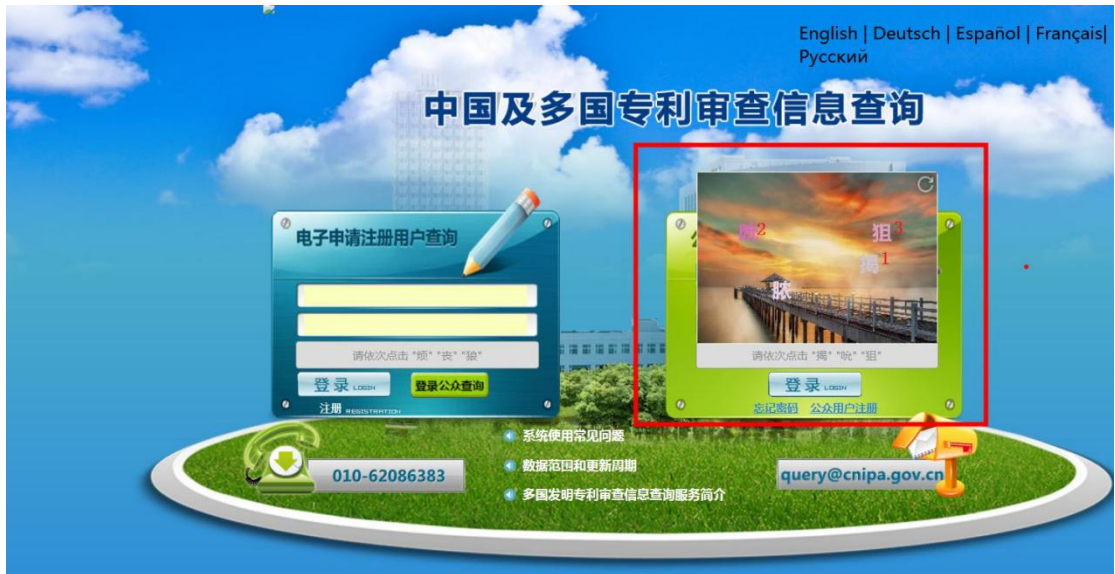 English | Deutsch | Español | Français|
Русский
中国及多国专利审查信息查询
电子申请注册用户查询
请依次点击 "烦" "丧" "狼"
登录 LOGIN
登录公众查询
注册 REGISTRATION
2
狙3
揭1
脓
请依次点击 "揭" "吮" "狙"
登录 LOGIN
忘记密码 公众用户注册
系统使用常见问题
数据范围和更新周期
多国发明专利审查信息查询服务简介
010-62086383
query@cnipa.gov.cn